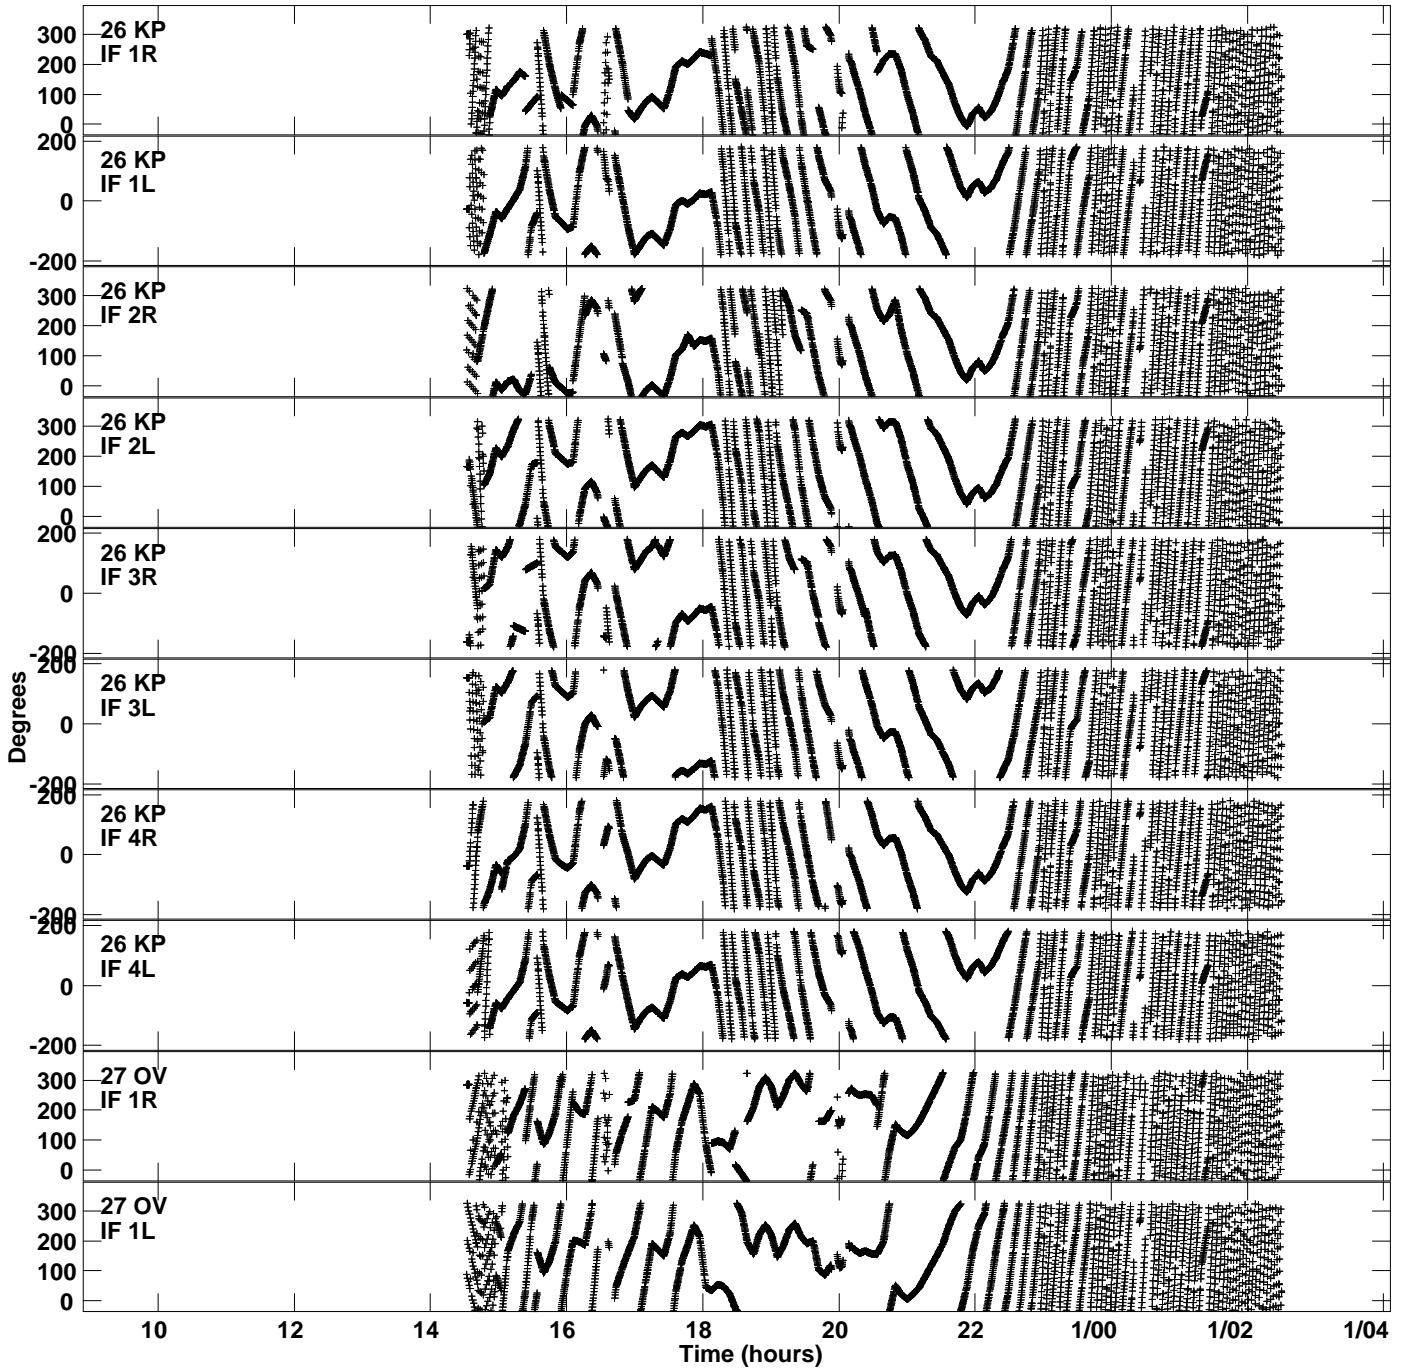 26 KP
IF 1R
300
200
100
0
26 KP
IF 1L
200
0
-200
26 KP
IF 2R
300
200
100
0
26 KP
IF 2L
300
200
100
0
26 KP
IF 3R
200
0
-200
26 KP
IF 3L
200
0
-200
26 KP
IF 4R
200
0
-200
26 KP
IF 4L
200
0
-200
27 OV
IF 1R
300
200
100
0
27 OV
IF 1L
300
200
100
0
Degrees
10 12 14 16 18 20 22 1/00 1/02 1/04
Time (hours)